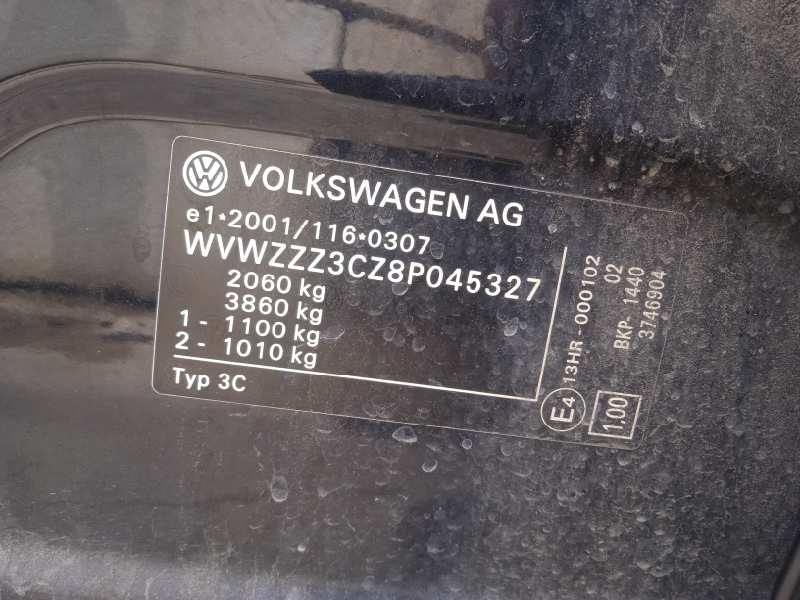 VOLKSWAGEN AG
e1*2001/116*0307
WVWZZZ3CZ8P045327
2060 kg
3860 kg
1 - 1100 kg
2 - 1010 kg
Typ 3C
E4 13HR - 000102
02
BKP 1440
3746904
1.00